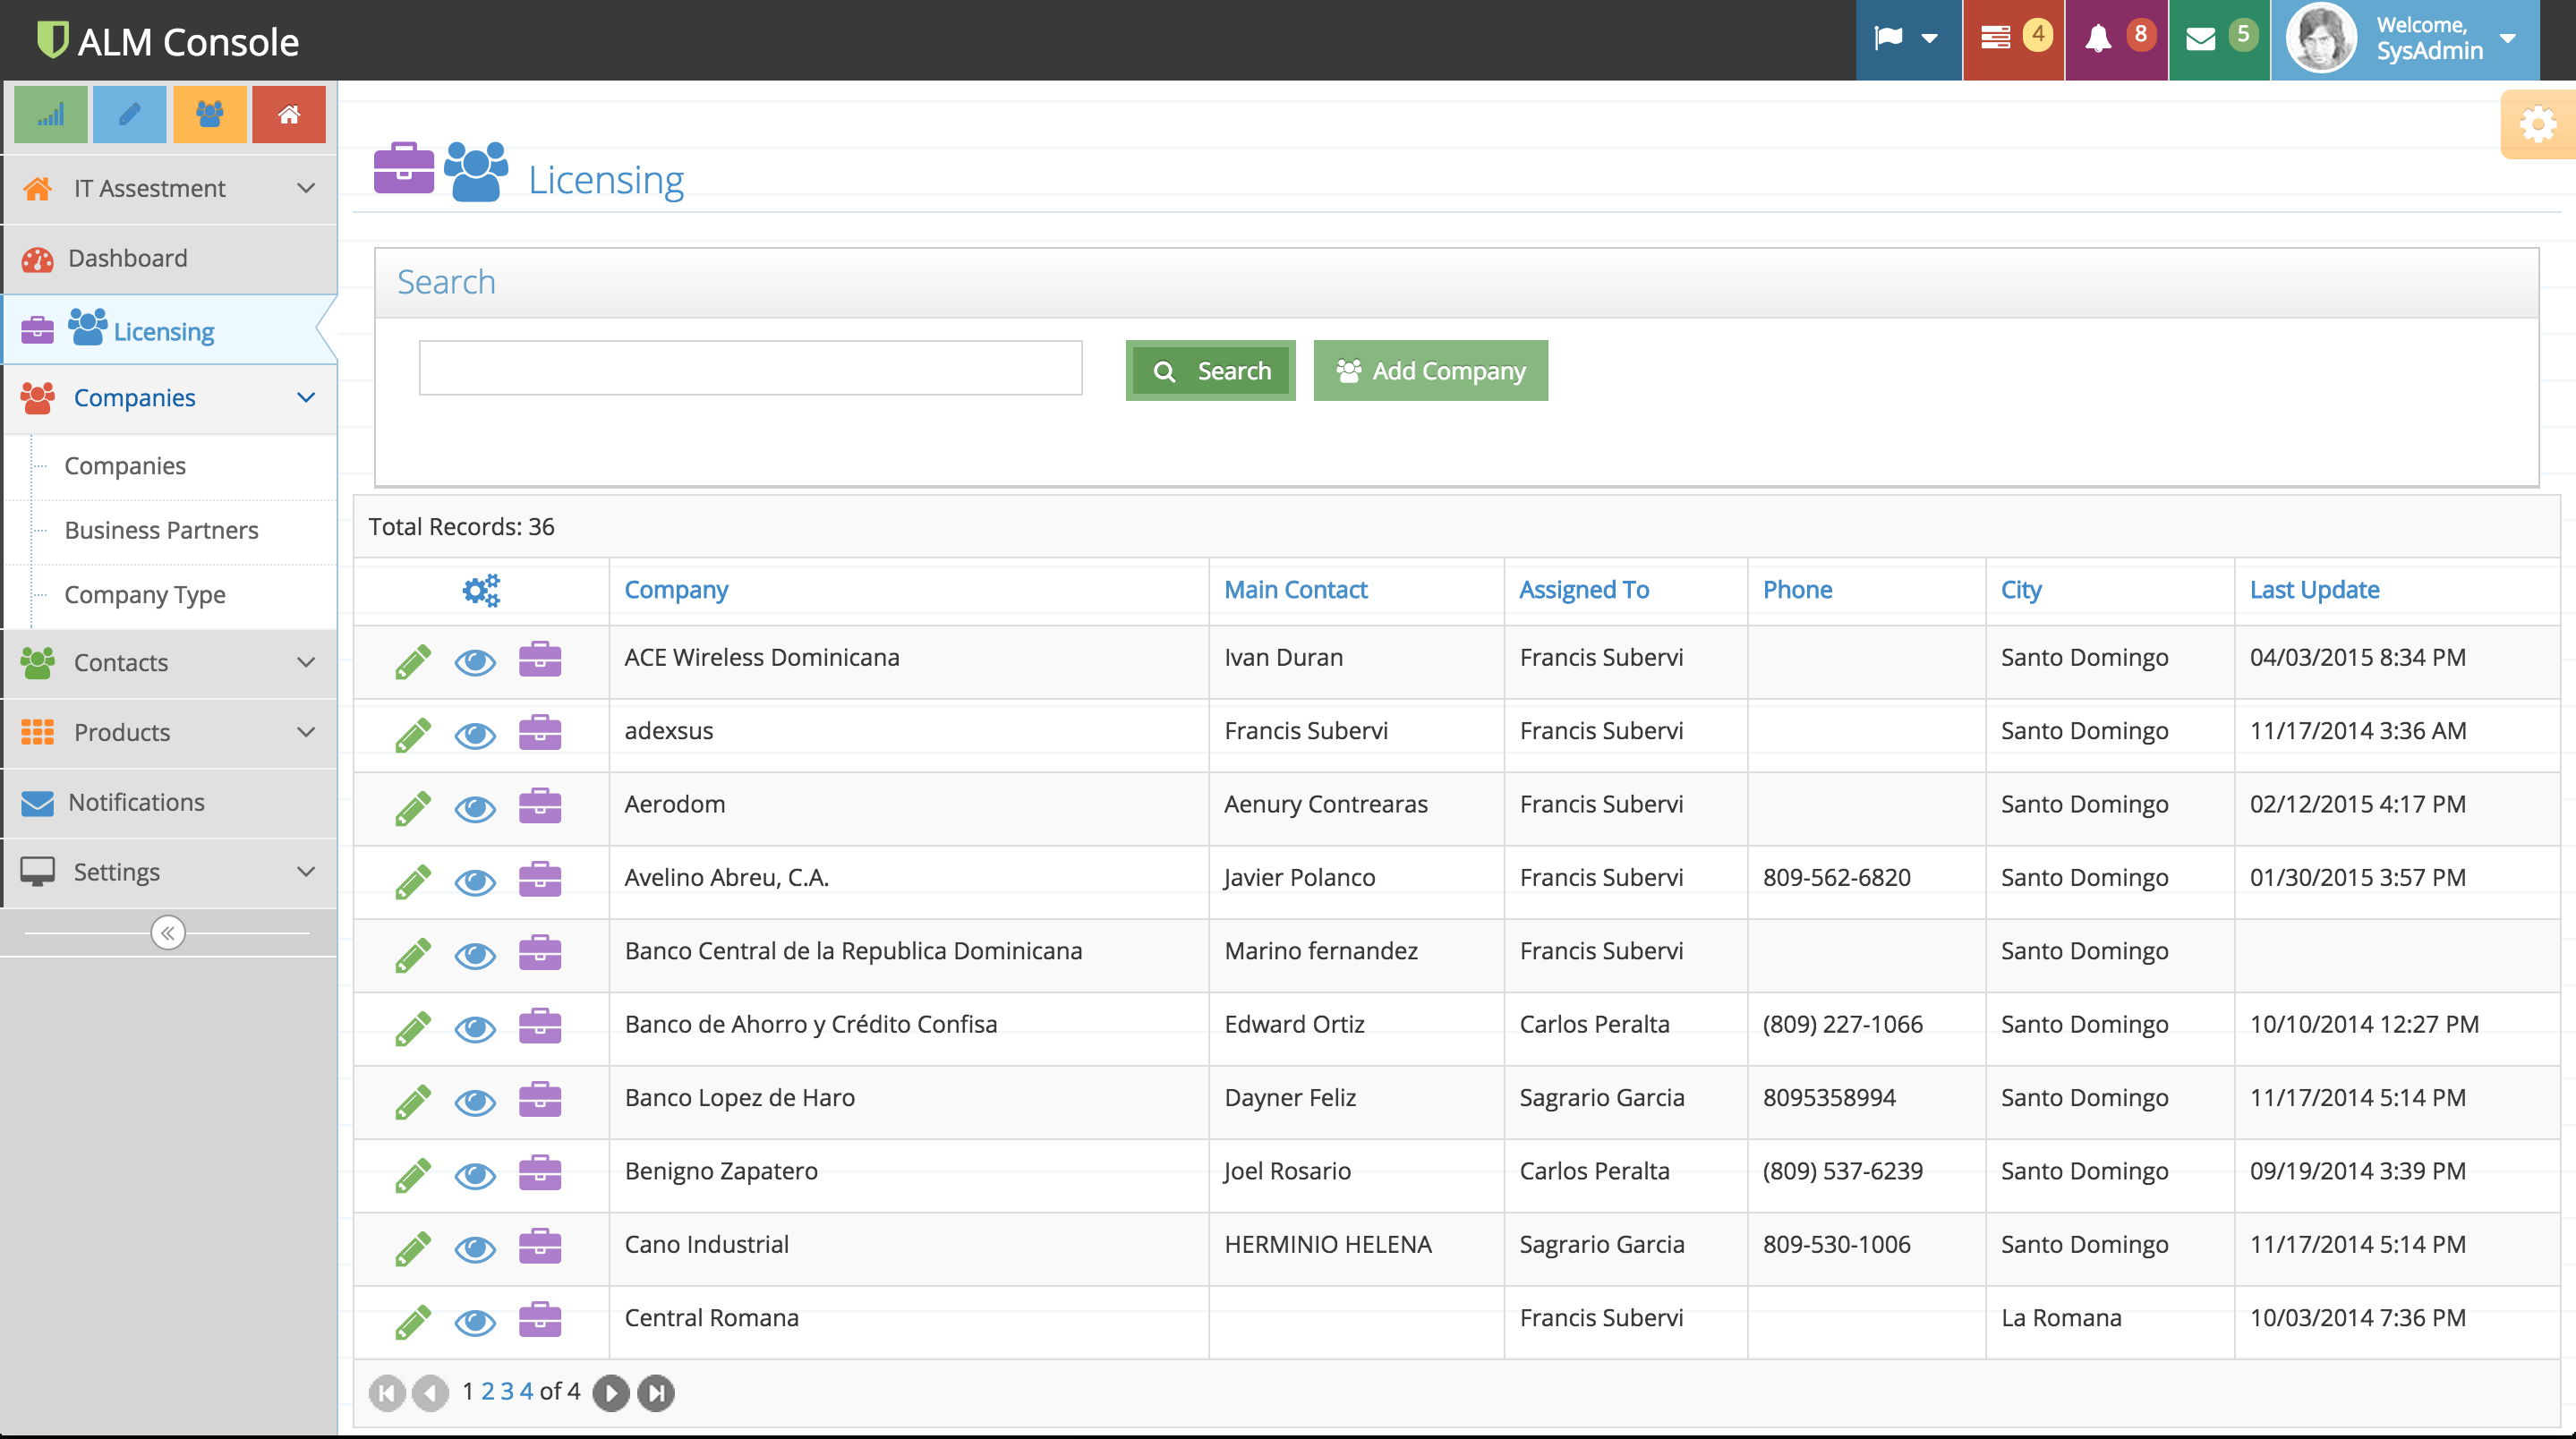 ALM Console
4
8
5
Welcome,
SysAdmin
IT Assestment
Dashboard
Licensing
Companies
Companies
Business Partners
Company Type
Contacts
Products
Notifications
Settings
Licensing
Search
Search Add Company
Total Records: 36
Company Main Contact Assigned To Phone City Last Update
ACE Wireless Dominicana Ivan Duran Francis Subervi Santo Domingo 04/03/2015 8:34 PM
adexsus Francis Subervi Francis Subervi Santo Domingo 11/17/2014 3:36 AM
Aerodom Aenury Contrearas Francis Subervi Santo Domingo 02/12/2015 4:17 PM
Avelino Abreu, C.A. Javier Polanco Francis Subervi 809-562-6820 Santo Domingo 01/30/2015 3:57 PM
Banco Central de la Republica Dominicana Marino fernandez Francis Subervi Santo Domingo
Banco de Ahorro y Crédito Confisa Edward Ortiz Carlos Peralta (809) 227-1066 Santo Domingo 10/10/2014 12:27 PM
Banco Lopez de Haro Dayner Feliz Sagrario Garcia 8095358994 Santo Domingo 11/17/2014 5:14 PM
Benigno Zapatero Joel Rosario Carlos Peralta (809) 537-6239 Santo Domingo 09/19/2014 3:39 PM
Cano Industrial HERMINIO HELENA Sagrario Garcia 809-530-1006 Santo Domingo 11/17/2014 5:14 PM
Central Romana Francis Subervi La Romana 10/03/2014 7:36 PM
1 2 3 4 of 4